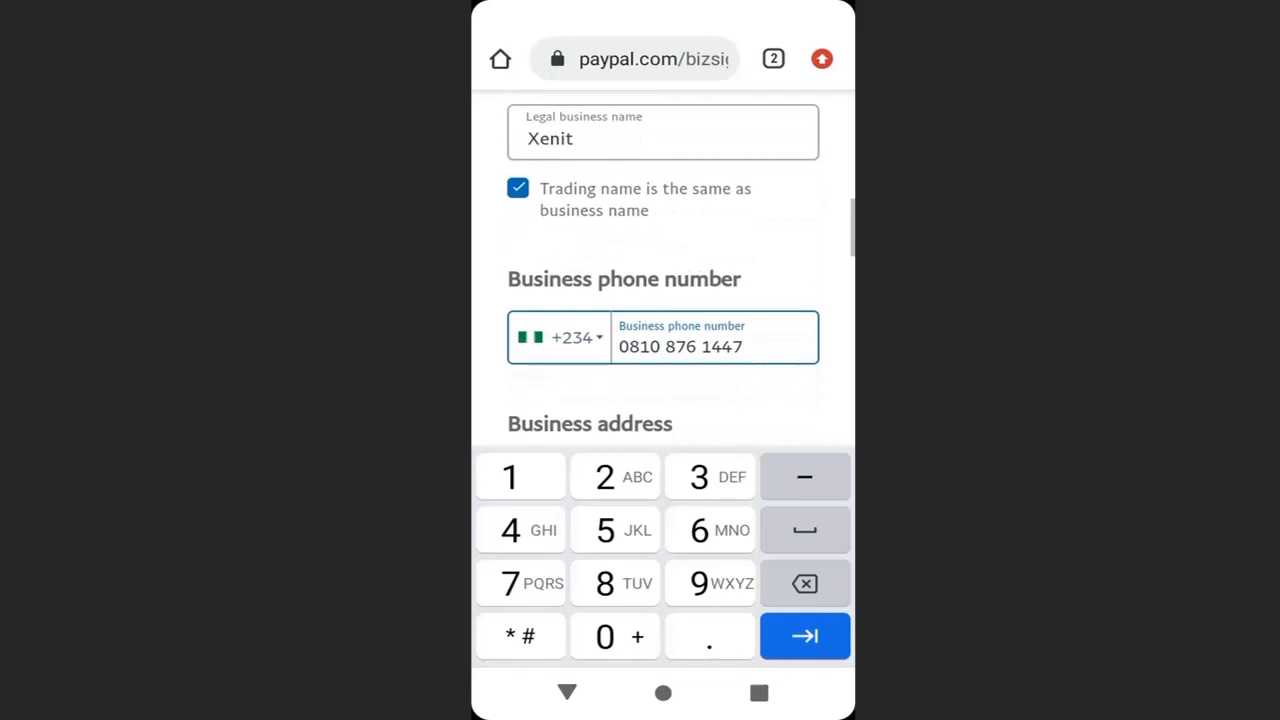 paypal.com/bizsi
2
Legal business name
Xenit
Trading name is the same as
business name
Business phone number
+234
Business phone number
0810 876 1447
Business address
1
2 ABC
3 DEF
–
4 GHI
5 JKL
6 MNO
7 PQRS
8 TUV
9 WXYZ
* #
0 +
.